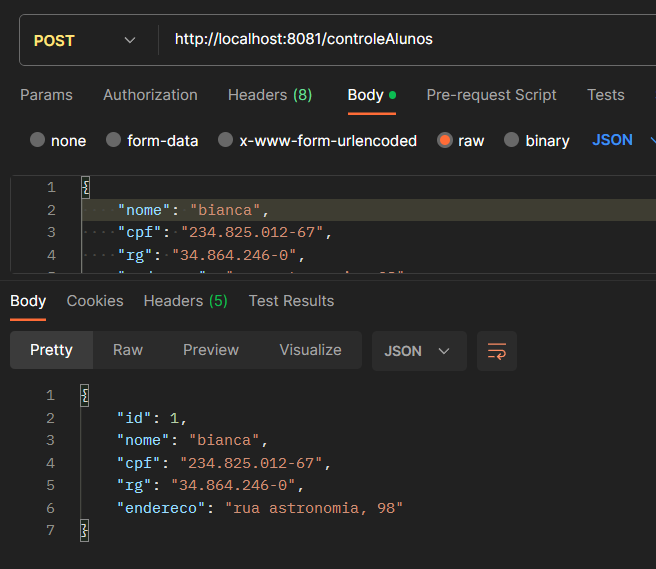 POST http://localhost:8081/controleAlunos
Params Authorization Headers (8) Body Pre-request Script Tests
none form-data x-www-form-urlencoded raw binary JSON
1 {
2 "nome": "bianca",
3 "cpf": "234.825.012-67",
4 "rg": "34.864.246-0",
Body Cookies Headers (5) Test Results
Pretty Raw Preview Visualize JSON
1 {
2 "id": 1,
3 "nome": "bianca",
4 "cpf": "234.825.012-67",
5 "rg": "34.864.246-0",
6 "endereco": "rua astronomia, 98"
7 }